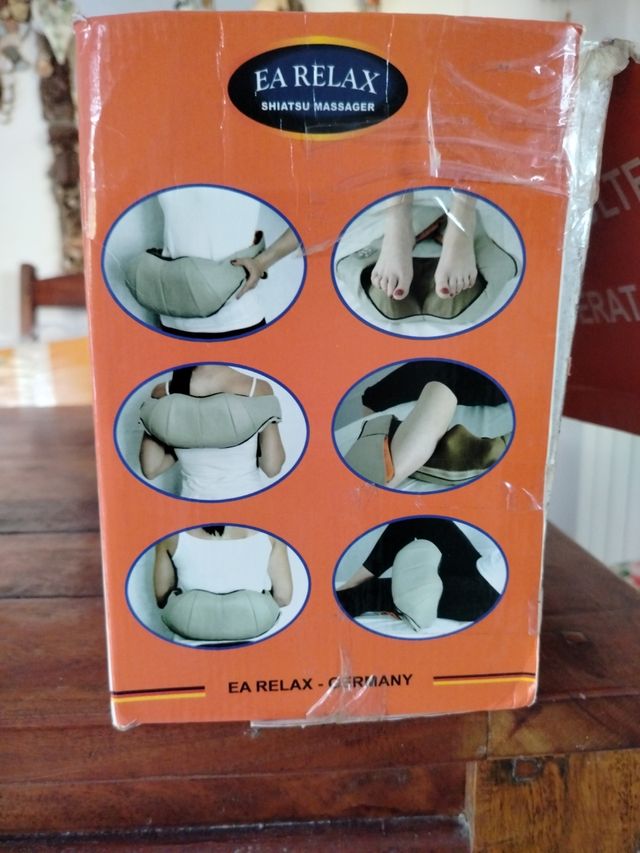 EA RELAX
SHIATSU MASSAGER
EA RELAX - GERMANY